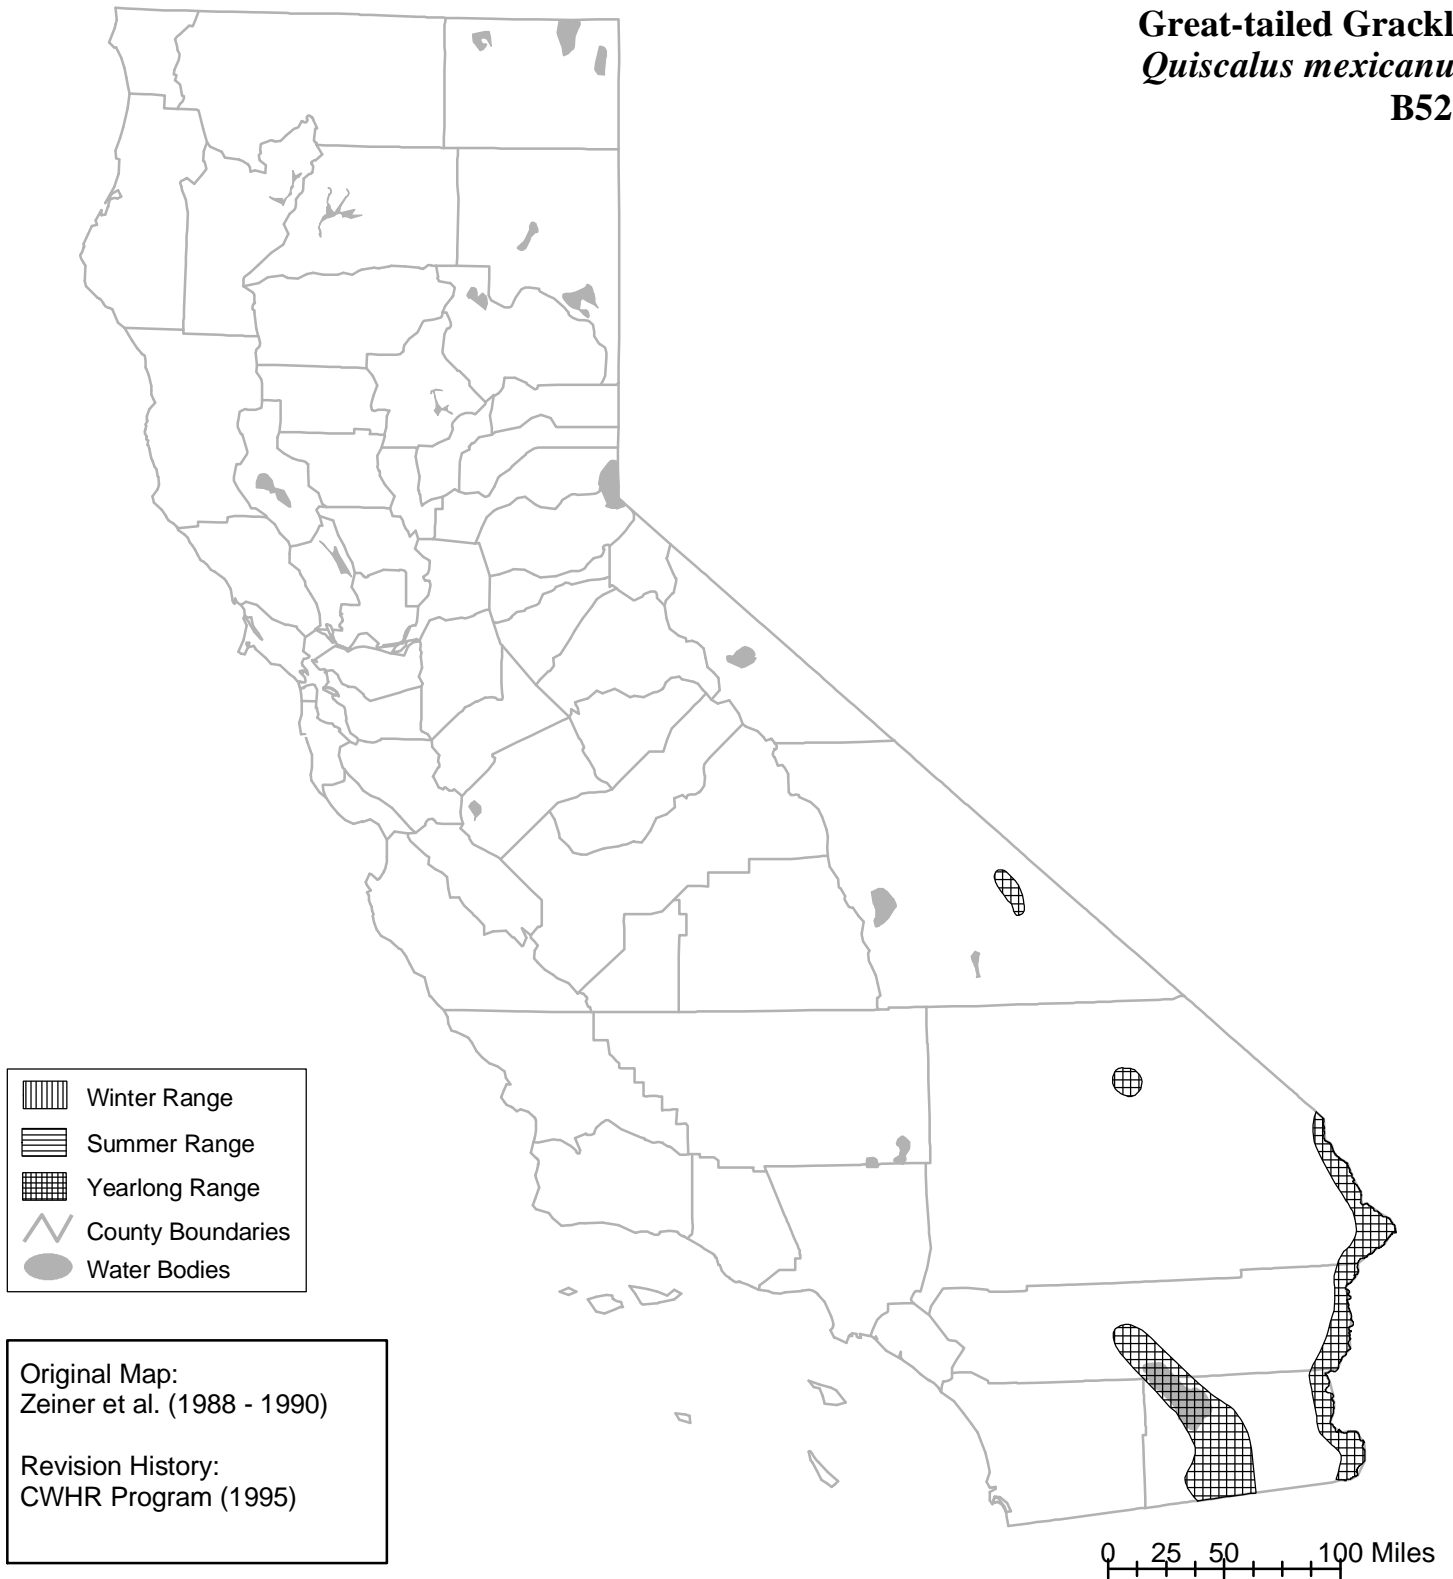 Great-tailed Grackl
Quiscalus mexicanu
B52
Winter Range
Summer Range
Yearlong Range
County Boundaries
Water Bodies
Original Map:
Zeiner et al. (1988 - 1990)
Revision History:
CWHR Program (1995)
0 25 50 100 Miles